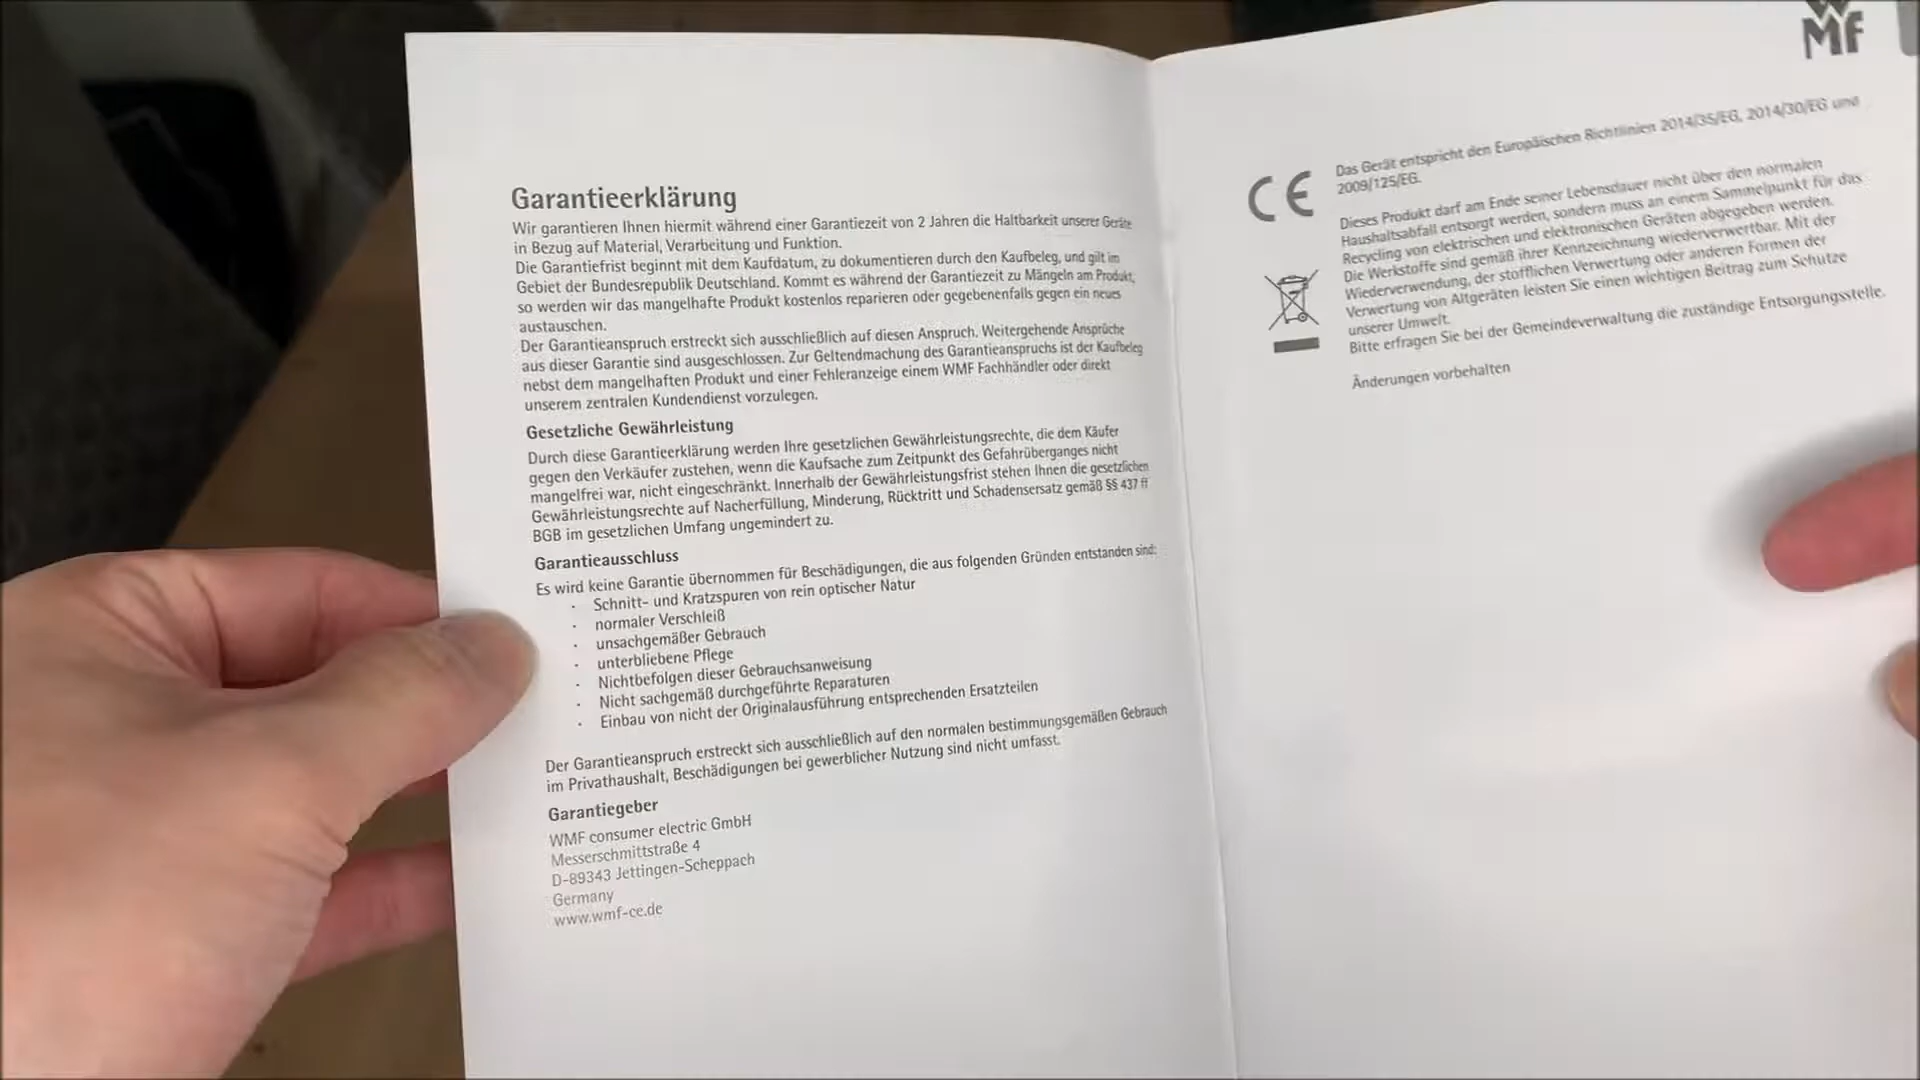 Garantieerklärung
Wir garantieren Ihnen hiermit während einer Garantiezeit von 2 Jahren die Haltbarkeit unserer Geräte
in Bezug auf Material, Verarbeitung und Funktion.
Die Garantiefrist beginnt mit dem Kaufdatum, zu dokumentieren durch den Kaufbeleg, und gilt im
Gebiet der Bundesrepublik Deutschland. Kommt es während der Garantiezeit zu Mängeln am Produkt,
so werden wir das mangelhafte Produkt kostenlos reparieren oder gegebenenfalls gegen ein neues
austauschen.
Der Garantieanspruch erstreckt sich ausschließlich auf diesen Anspruch. Weitergehende Ansprüche
aus dieser Garantie sind ausgeschlossen. Zur Geltendmachung des Garantieanspruchs ist der Kaufbeleg
nebst dem mangelhaften Produkt und einer Fehleranzeige einem WMF Fachhändler oder direkt
unserem zentralen Kundendienst vorzulegen.
Gesetzliche Gewährleistung
Durch diese Garantieerklärung werden Ihre gesetzlichen Gewährleistungsrechte, die dem Käufer
gegen den Verkäufer zustehen, wenn die Kaufsache zum Zeitpunkt des Gefahrüberganges nicht
mangelfrei war, nicht eingeschränkt. Innerhalb der Gewährleistungsfrist stehen Ihnen die gesetzlichen
Gewährleistungsrechte auf Nacherfüllung, Minderung, Rücktritt und Schadensersatz gemäß §§ 437 ff
BGB im gesetzlichen Umfang ungemindert zu.
Garantieausschluss
Es wird keine Garantie übernommen für Beschädigungen, die aus folgenden Gründen entstanden sind:
· Schnitt- und Kratzspuren von rein optischer Natur
· normaler Verschleiß
· unsachgemäßer Gebrauch
· unterbliebene Pflege
· Nichtbefolgen dieser Gebrauchsanweisung
· Nicht sachgemäß durchgeführte Reparaturen
· Einbau von nicht der Originalausführung entsprechenden Ersatzteilen
Der Garantieanspruch erstreckt sich ausschließlich auf den normalen bestimmungsgemäßen Gebrauch
im Privathaushalt, Beschädigungen bei gewerblicher Nutzung sind nicht umfasst.
Garantiegeber
WMF consumer electric GmbH
Messerschmittstraße 4
D-89343 Jettingen-Scheppach
Germany
www.wmf-ce.de
WMF
CE
Das Gerät entspricht den Europäischen Richtlinien 2014/35/EG, 2014/30/EG und
2009/125/EG.
Dieses Produkt darf am Ende seiner Lebensdauer nicht über den normalen
Haushaltsabfall entsorgt werden, sondern muss an einem Sammelpunkt für das
Recycling von elektrischen und elektronischen Geräten abgegeben werden.
Die Werkstoffe sind gemäß ihrer Kennzeichnung wiederverwertbar. Mit der
Wiederverwendung, der stofflichen Verwertung oder anderen Formen der
Verwertung von Altgeräten leisten Sie einen wichtigen Beitrag zum Schutze
unserer Umwelt.
Bitte erfragen Sie bei der Gemeindeverwaltung die zuständige Entsorgungsstelle.
Änderungen vorbehalten